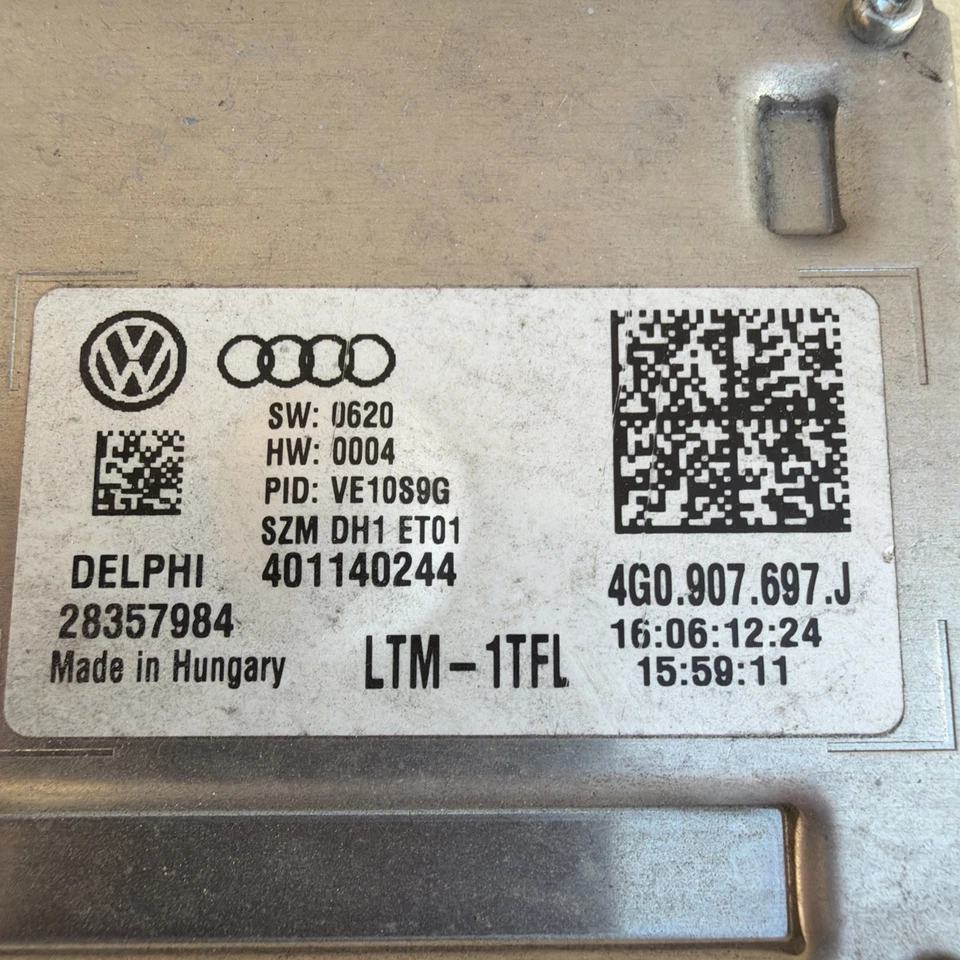 SW: 0620
HW: 0004
PID: VE10S9G
SZM DH1 ET01
DELPHI 401140244
28357984
Made in Hungary
LTM-1TFL
4G0.907.697.J
16:06:12:24
15:59:11